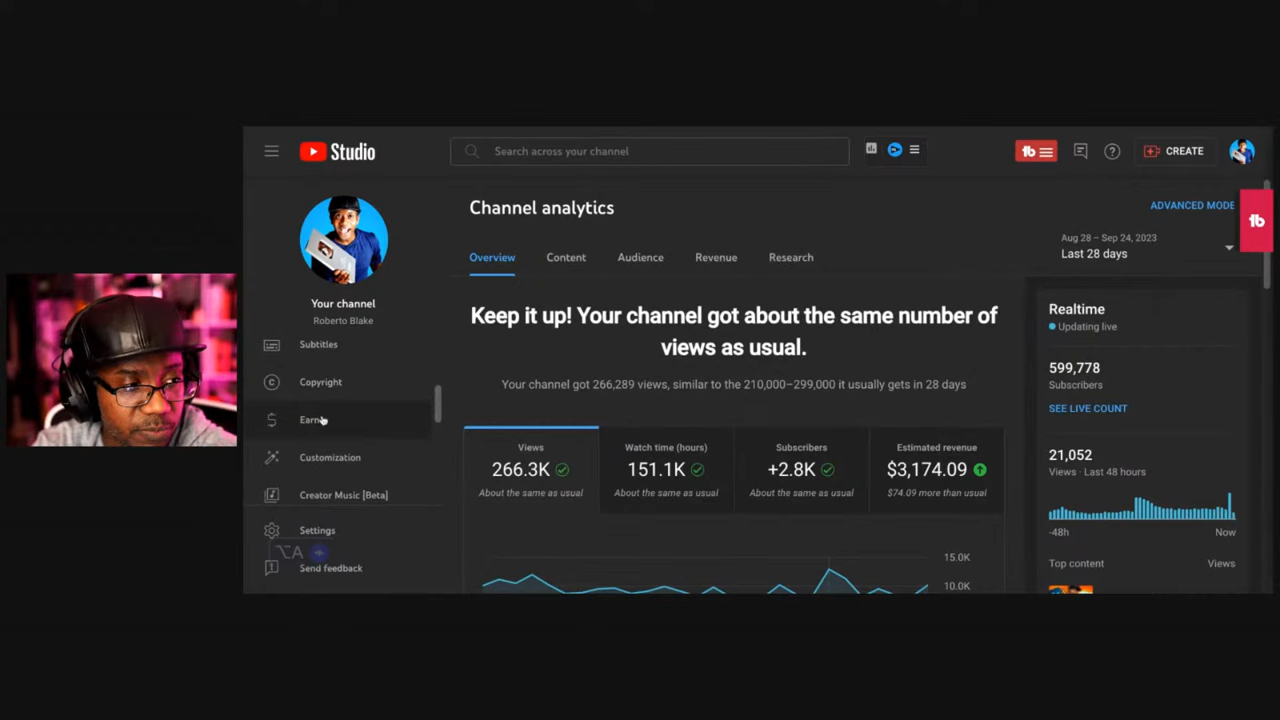 Studio
Search across your channel
CREATE
Your channel
Roberto Blake
Subtitles
Copyright
Earn
Customization
Creator Music [Beta]
Settings
⌥A
Send feedback
Channel analytics
ADVANCED MODE
Aug 28 – Sep 24, 2023
Last 28 days
Overview
Content
Audience
Revenue
Research
Keep it up! Your channel got about the same number of
views as usual.
Your channel got 266,289 views, similar to the 210,000–299,000 it usually gets in 28 days
Views
266.3K
About the same as usual
Watch time (hours)
151.1K
About the same as usual
Subscribers
+2.8K
About the same as usual
Estimated revenue
$3,174.09
$74.09 more than usual
15.0K
10.0K
Realtime
Updating live
599,778
Subscribers
SEE LIVE COUNT
21,052
Views · Last 48 hours
-48h
Now
Top content
Views
tb
tb